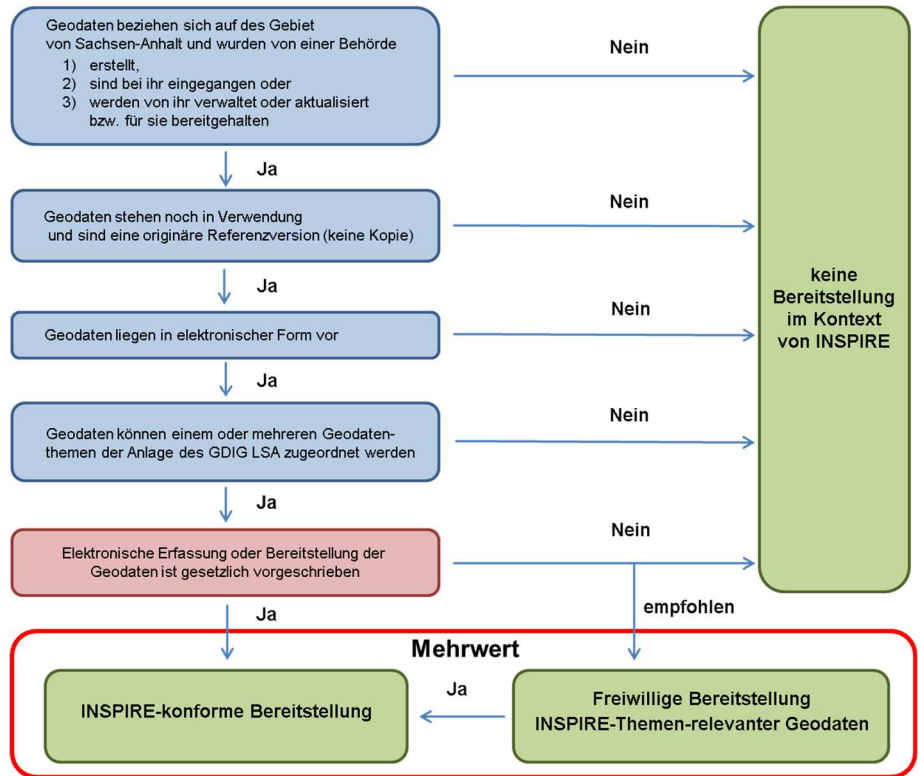 Geodaten beziehen sich auf des Gebiet
von Sachsen-Anhalt und wurden von einer Behörde
1) erstellt,
2) sind bei ihr eingegangen oder
3) werden von ihr verwaltet oder aktualisiert
bzw. für sie bereitgehalten
Nein
Ja
Geodaten stehen noch in Verwendung
und sind eine originäre Referenzversion (keine Kopie)
Nein
Ja
Geodaten liegen in elektronischer Form vor
Nein
Ja
Geodaten können einem oder mehreren Geodaten-
themen der Anlage des GDIG LSA zugeordnet werden
Nein
Ja
Elektronische Erfassung oder Bereitstellung der
Geodaten ist gesetzlich vorgeschrieben
Nein
keine
Bereitstellung
im Kontext
von INSPIRE
Ja
empfohlen
Mehrwert
INSPIRE-konforme Bereitstellung
Ja
Freiwillige Bereitstellung
INSPIRE-Themen-relevanter Geodaten